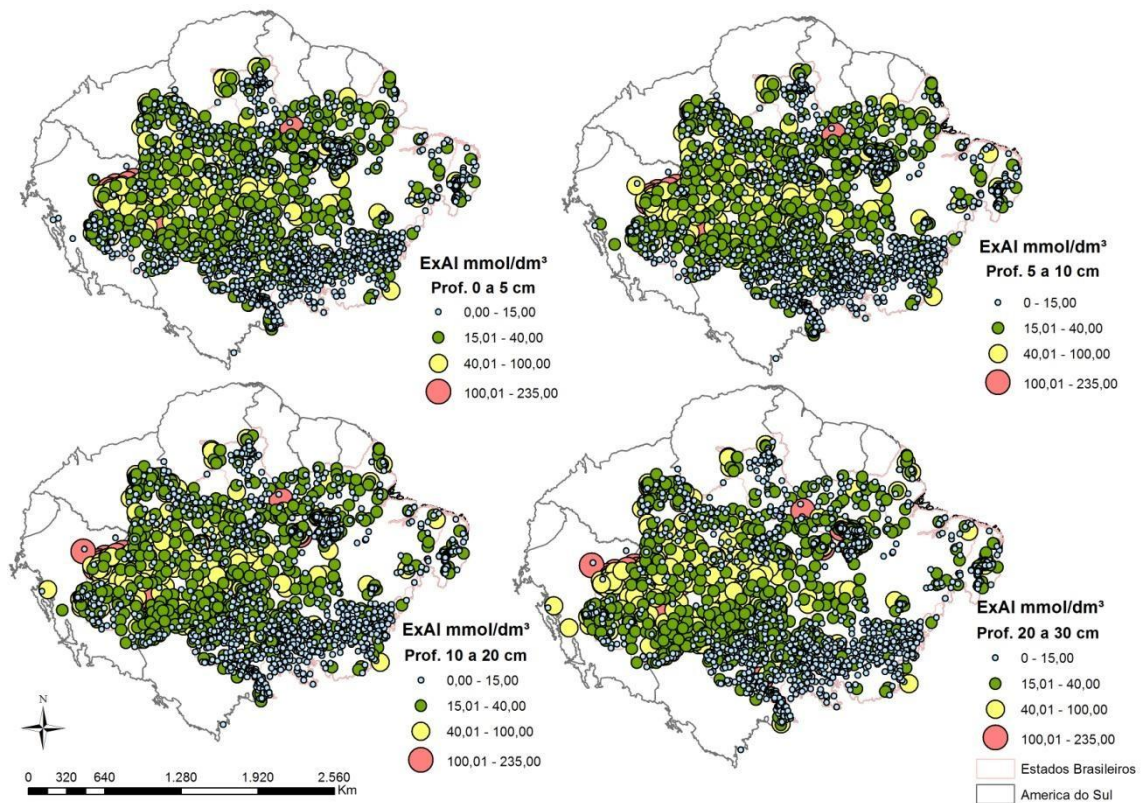 ExAl mmol/dm³
Prof. 0 a 5 cm
0,00 - 15,00
15,01 - 40,00
40,01 - 100,00
100,01 - 235,00
ExAl mmol/dm³
Prof. 5 a 10 cm
0 - 15,00
15,01 - 40,00
40,01 - 100,00
100,01 - 235,00
ExAl mmol/dm³
Prof. 10 a 20 cm
0,00 - 15,00
15,01 - 40,00
40,01 - 100,00
100,01 - 235,00
ExAl mmol/dm³
Prof. 20 a 30 cm
0 - 15,00
15,01 - 40,00
40,01 - 100,00
100,01 - 235,00
Estados Brasileiros
America do Sul
N
0 320 640 1.280 1.920 2.560
Km